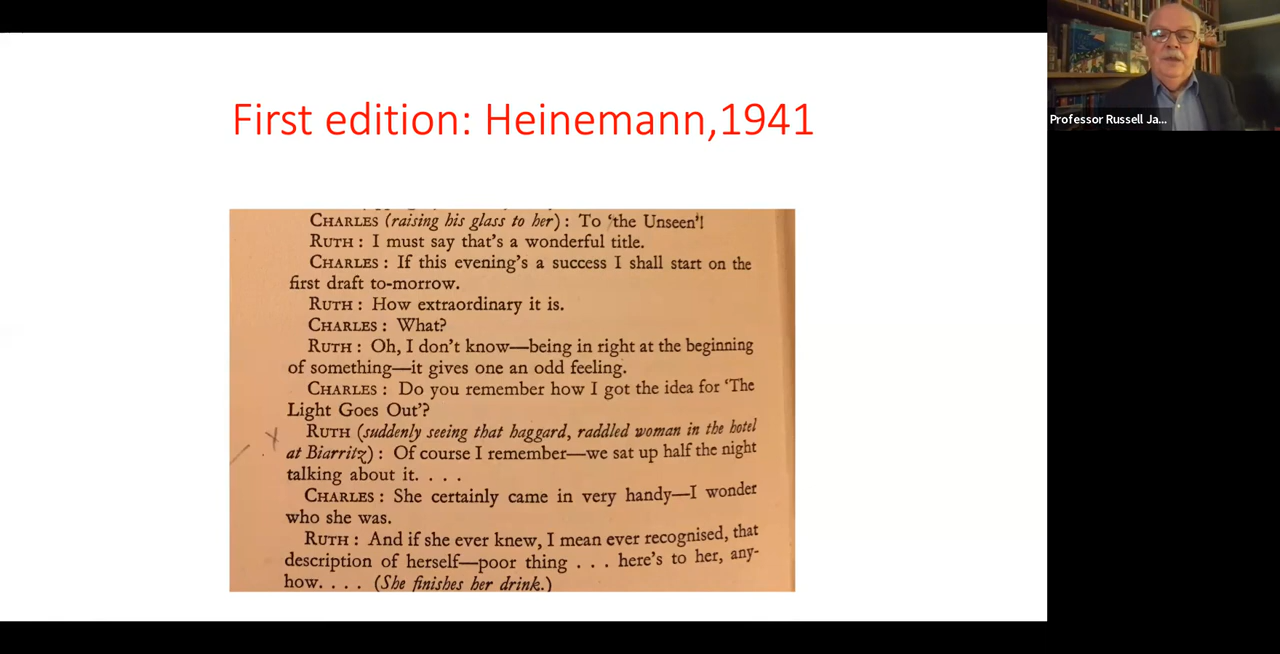 First edition: Heinemann,1941
Professor Russell Ja...
CHARLES (raising his glass to her) : To ‘the Unseen’!
RUTH : I must say that’s a wonderful title.
CHARLES : If this evening’s a success I shall start on the
first draft to-morrow.
RUTH : How extraordinary it is.
CHARLES : What?
RUTH : Oh, I don’t know—being in right at the beginning
of something—it gives one an odd feeling.
CHARLES : Do you remember how I got the idea for ‘The
Light Goes Out’?
RUTH (suddenly seeing that haggard, raddled woman in the hotel
at Biarritz) : Of course I remember—we sat up half the night
talking about it. . . .
CHARLES : She certainly came in very handy—I wonder
who she was.
RUTH : And if she ever knew, I mean ever recognised, that
description of herself—poor thing . . . here’s to her, any-
how. . . . (She finishes her drink.)